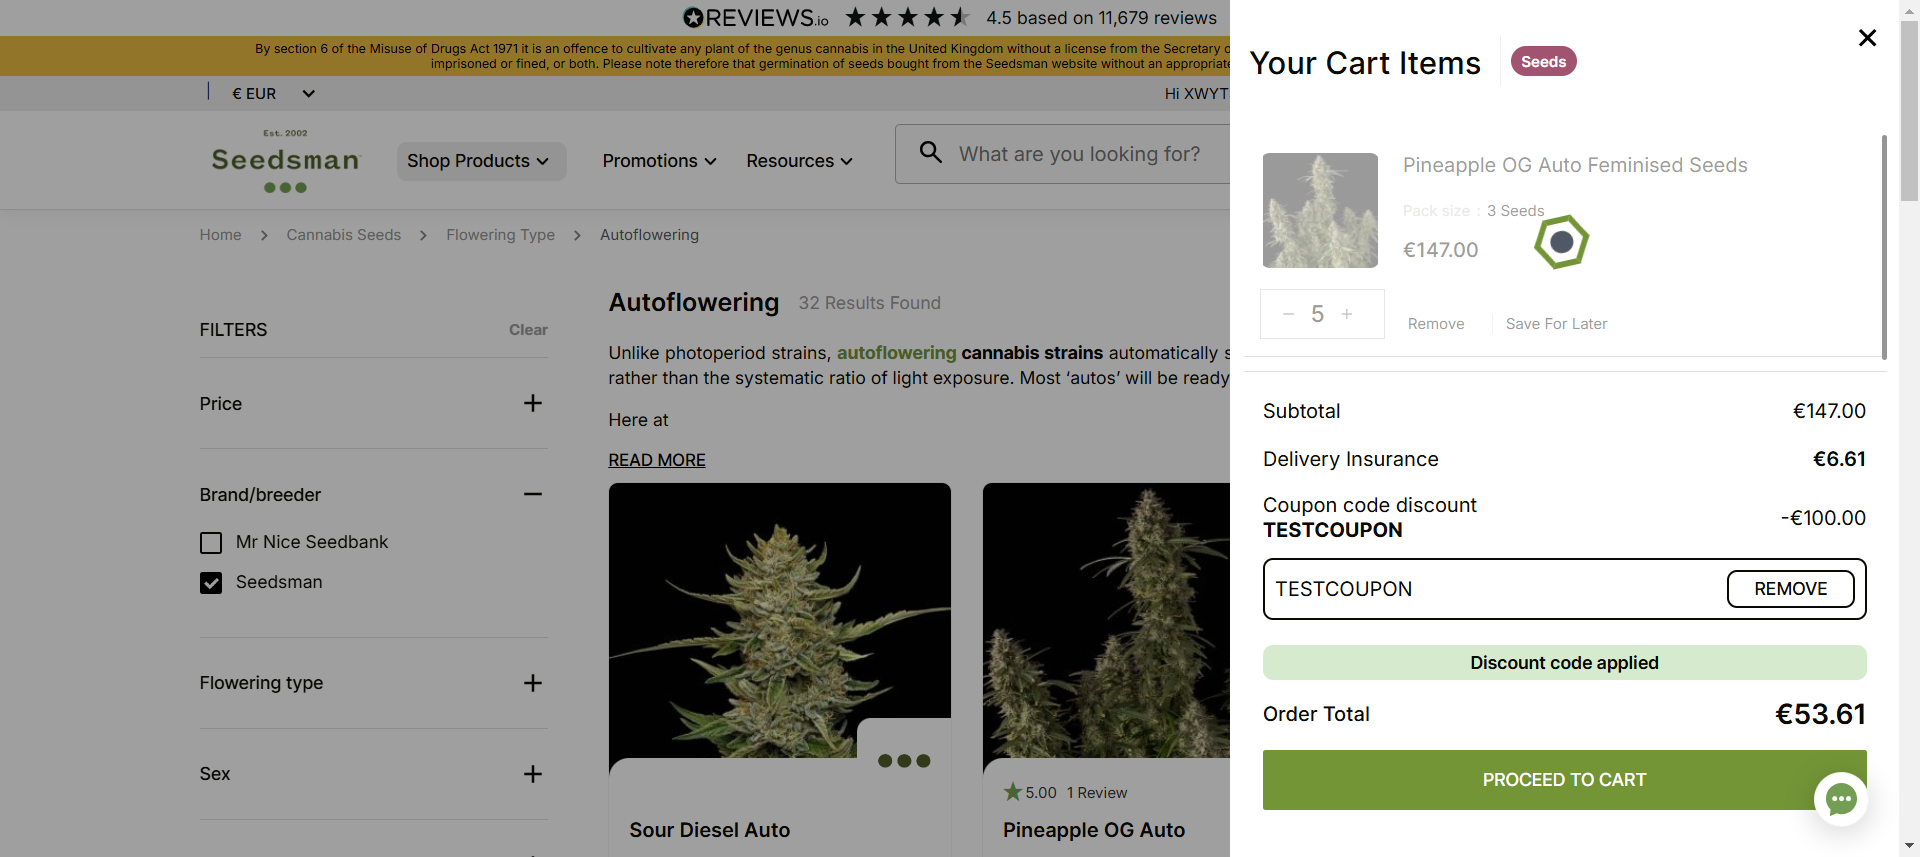 REVIEWS.io 4.5 based on 11,679 reviews
By section 6 of the Misuse of Drugs Act 1971 it is an offence to cultivate any plant of the genus cannabis in the United Kingdom without a license from the Secretary
imprisoned or fined, or both. Please note therefore that germination of seeds bought from the Seedsman website without an appropriate
€ EUR
Hi XWYT
Est. 2002
Seedsman
Shop Products
Promotions
Resources
What are you looking for?
Home > Cannabis Seeds > Flowering Type > Autoflowering
FILTERS
Clear
Price
Brand/breeder
Mr Nice Seedbank
Seedsman
Flowering type
Sex
Autoflowering 32 Results Found
Unlike photoperiod strains, autoflowering cannabis strains automatically
rather than the systematic ratio of light exposure. Most ‘autos’ will be ready
Here at
READ MORE
Sour Diesel Auto
5.00 1 Review
Pineapple OG Auto
Your Cart Items
Seeds
Pineapple OG Auto Feminised Seeds
Pack size : 3 Seeds
€147.00
− 5 +
Remove
Save For Later
Subtotal €147.00
Delivery Insurance €6.61
Coupon code discount
TESTCOUPON
-€100.00
TESTCOUPON
REMOVE
Discount code applied
Order Total €53.61
PROCEED TO CART